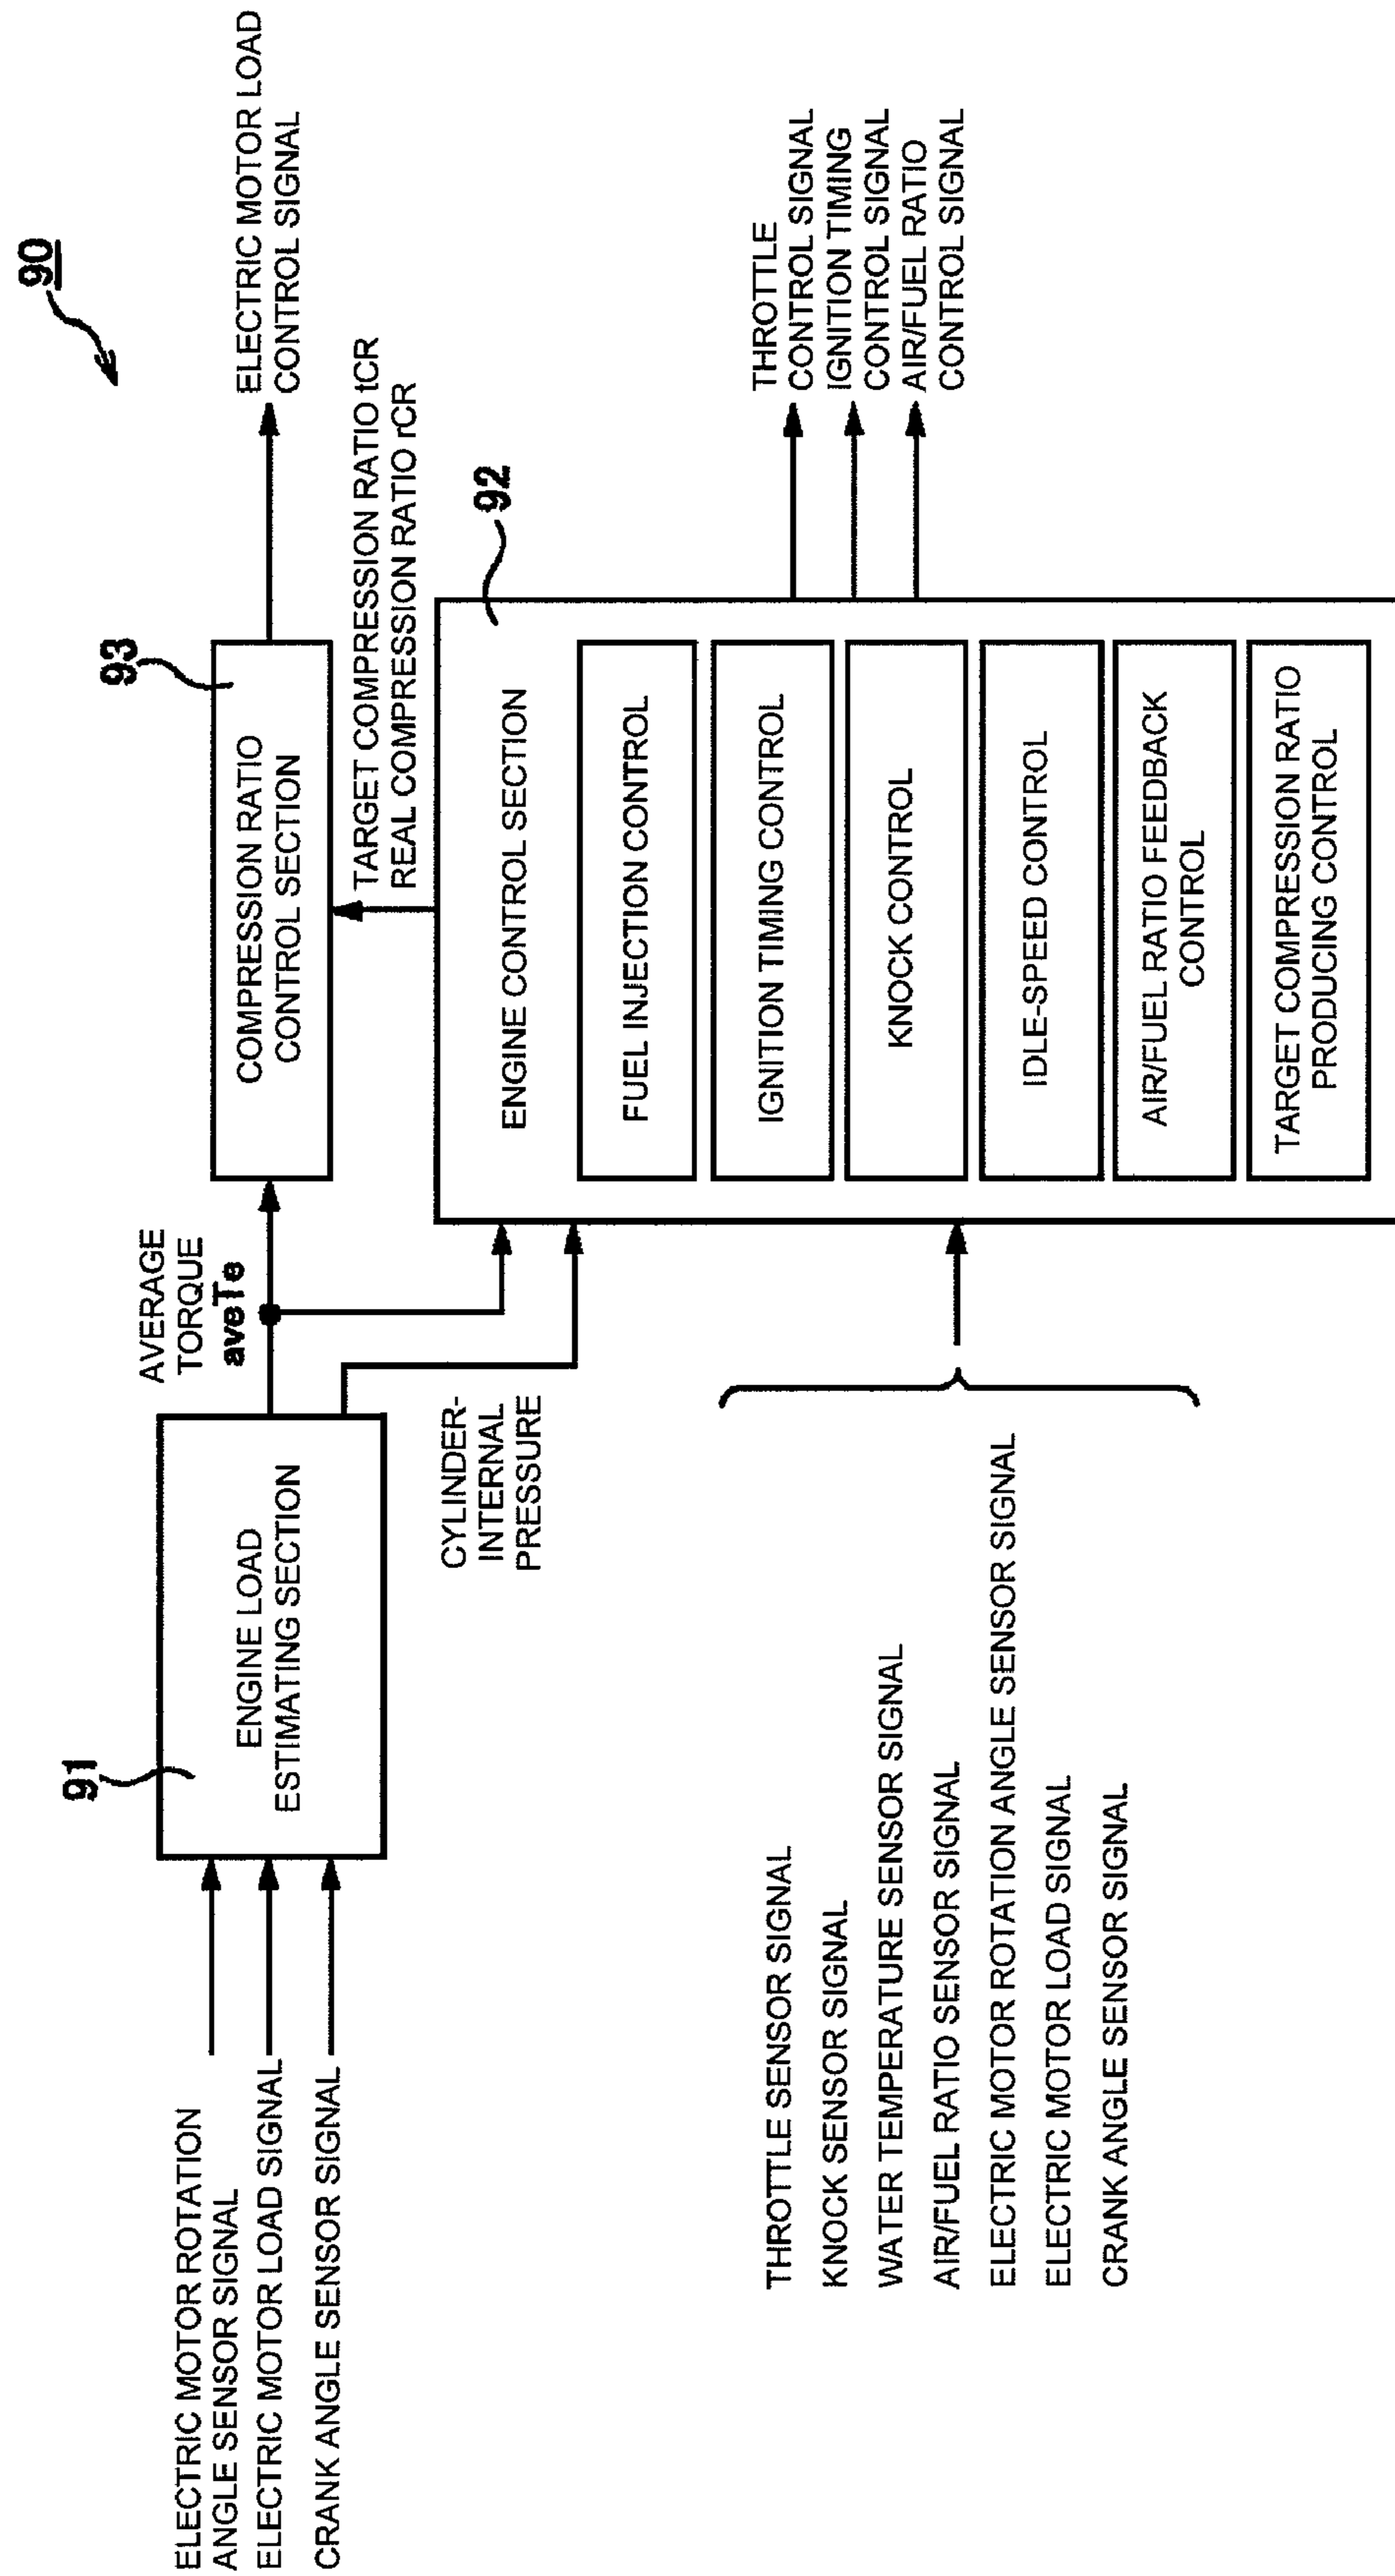 90
ELECTRIC MOTOR ROTATION
ANGLE SENSOR SIGNAL
ELECTRIC MOTOR LOAD SIGNAL
CRANK ANGLE SENSOR SIGNAL
91
ENGINE LOAD
ESTIMATING SECTION
AVERAGE
TORQUE
aveTe
CYLINDER-
INTERNAL
PRESSURE
93
COMPRESSION RATIO
CONTROL SECTION
ELECTRIC MOTOR LOAD
CONTROL SIGNAL
TARGET COMPRESSION RATIO tCR
REAL COMPRESSION RATIO rCR
92
ENGINE CONTROL SECTION
FUEL INJECTION CONTROL
IGNITION TIMING CONTROL
KNOCK CONTROL
IDLE-SPEED CONTROL
AIR/FUEL RATIO FEEDBACK
CONTROL
TARGET COMPRESSION RATIO
PRODUCING CONTROL
THROTTLE SENSOR SIGNAL
KNOCK SENSOR SIGNAL
WATER TEMPERATURE SENSOR SIGNAL
AIR/FUEL RATIO SENSOR SIGNAL
ELECTRIC MOTOR ROTATION ANGLE SENSOR SIGNAL
ELECTRIC MOTOR LOAD SIGNAL
CRANK ANGLE SENSOR SIGNAL
THROTTLE
CONTROL SIGNAL
IGNITION TIMING
CONTROL SIGNAL
AIR/FUEL RATIO
CONTROL SIGNAL